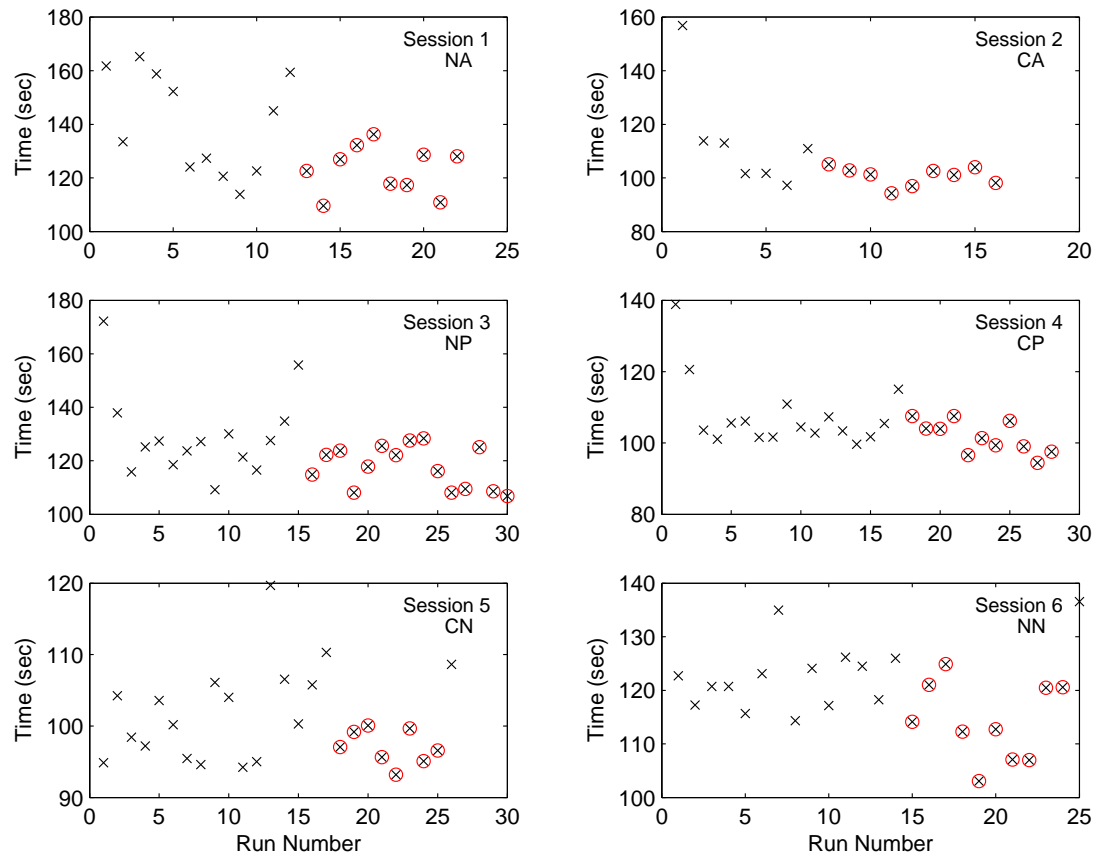 Session 1
NA
Time (sec)
180
160
140
120
100
0 5 10 15 20 25
Session 2
CA
Time (sec)
160
140
120
100
80
0 5 10 15 20
Session 3
NP
Time (sec)
180
160
140
120
100
0 5 10 15 20 25 30
Session 4
CP
Time (sec)
140
120
100
80
0 5 10 15 20 25 30
Session 5
CN
Time (sec)
120
110
100
90
0 5 10 15 20 25 30
Run Number
Session 6
NN
Time (sec)
140
130
120
110
100
0 5 10 15 20 25
Run Number